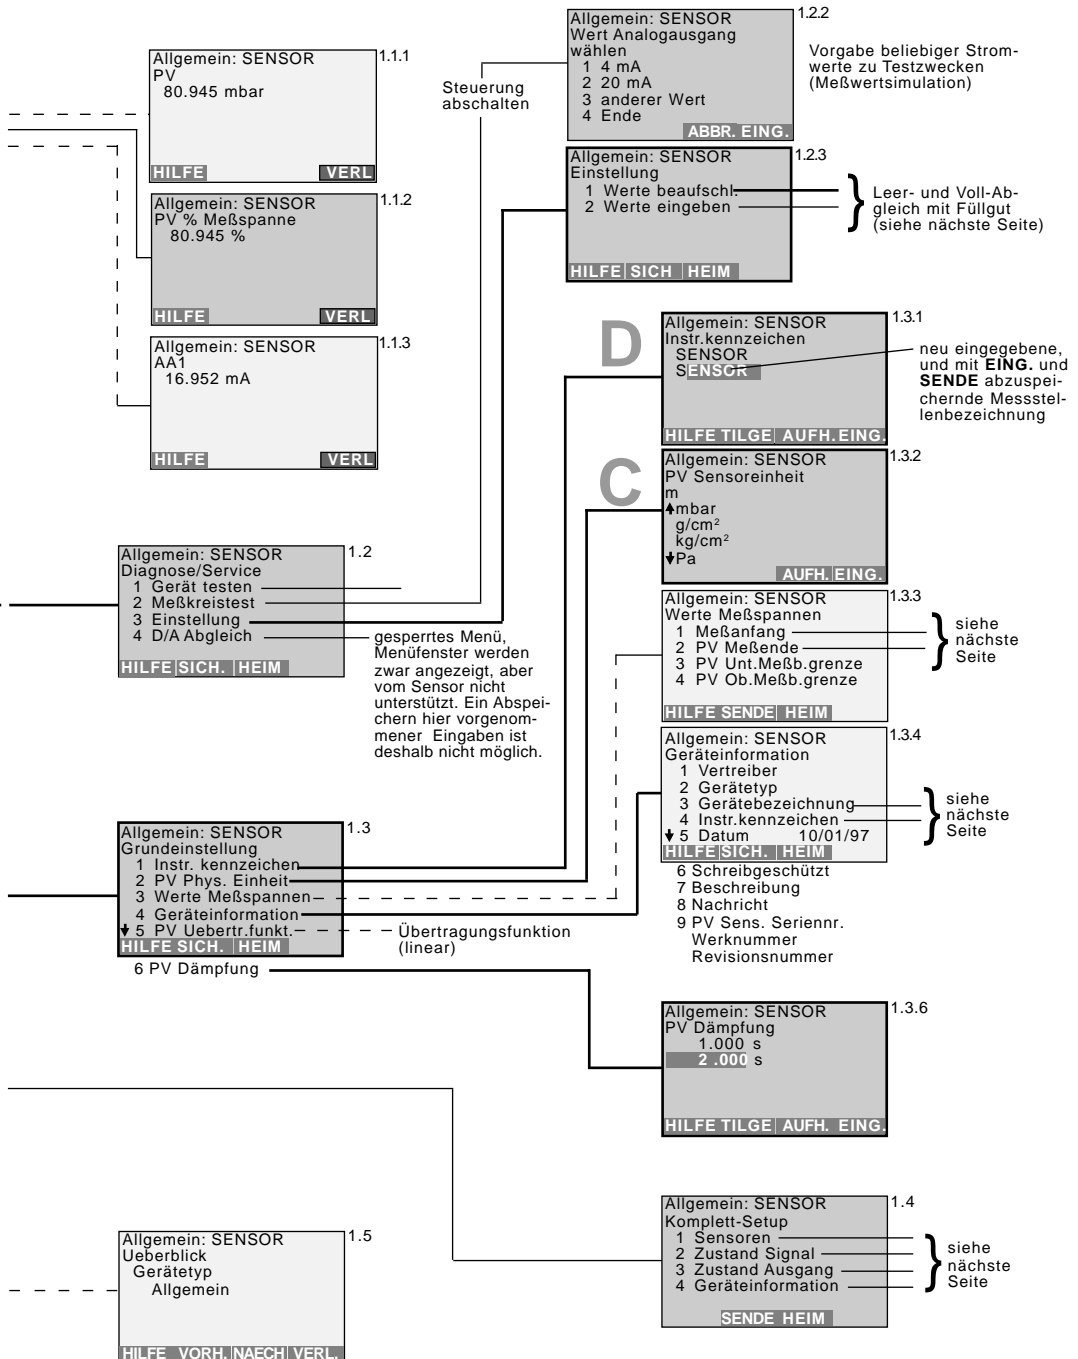 Allgemein: SENSOR
PV
80.945 mbar
HILFE VERL
1.1.1
Allgemein: SENSOR
PV % Meßspanne
80.945 %
HILFE VERL
1.1.2
Allgemein: SENSOR
AA1
16.952 mA
HILFE VERL
1.1.3
Steuerung
abschalten
Allgemein: SENSOR
Wert Analogausgang
wählen
1 4 mA
2 20 mA
3 anderer Wert
4 Ende
ABBR. EING.
1.2.2
Vorgabe beliebiger Strom-
werte zu Testzwecken
(Meßwertsimulation)
Allgemein: SENSOR
Einstellung
1 Werte beaufschl.
2 Werte eingeben
HILFE SICH HEIM
1.2.3
}
Leer- und Voll-Ab-
gleich mit Füllgut
(siehe nächste Seite)
D
Allgemein: SENSOR
Instr.kennzeichen
SENSOR
SENSOR
HILFE TILGE AUFH. EING.
1.3.1
neu eingegebene,
und mit EING. und
SENDE abzuspei-
chernde Messstel-
lenbezeichnung
C
Allgemein: SENSOR
PV Sensoreinheit
m
mbar
g/cm²
kg/cm²
Pa
AUFH. EING.
1.3.2
Allgemein: SENSOR
Diagnose/Service
1 Gerät testen
2 Meßkreistest
3 Einstellung
4 D/A Abgleich
HILFE SICH. HEIM
1.2
gesperrtes Menü,
Menüfenster werden
zwar angezeigt, aber
vom Sensor nicht
unterstützt. Ein Abspei-
chern hier vorgenom-
mener Eingaben ist
deshalb nicht möglich.
Allgemein: SENSOR
Werte Meßspannen
1 Meßanfang
2 PV Meßende
3 PV Unt.Meßb.grenze
4 PV Ob.Meßb.grenze
HILFE SENDE HEIM
1.3.3
}
siehe
nächste
Seite
Allgemein: SENSOR
Geräteinformation
1 Vertreiber
2 Gerätetyp
3 Gerätebezeichnung
4 Instr.kennzeichen
5 Datum 10/01/97
HILFE SICH. HEIM
1.3.4
6 Schreibgeschützt
7 Beschreibung
8 Nachricht
9 PV Sens. Seriennr.
Werknummer
Revisionsnummer
}
siehe
nächste
Seite
Allgemein: SENSOR
Grundeinstellung
1 Instr. kennzeichen
2 PV Phys. Einheit
3 Werte Meßspannen
4 Geräteinformation
5 PV Uebertr.funkt.
HILFE SICH. HEIM
1.3
6 PV Dämpfung
Übertragungsfunktion
(linear)
Allgemein: SENSOR
PV Dämpfung
1.000 s
2 .000 s
HILFE TILGE AUFH. EING.
1.3.6
Allgemein: SENSOR
Komplett-Setup
1 Sensoren
2 Zustand Signal
3 Zustand Ausgang
4 Geräteinformation
SENDE HEIM
1.4
}
siehe
nächste
Seite
Allgemein: SENSOR
Ueberblick
Gerätetyp
Allgemein
HILFE VORH. NAECH VERL.
1.5